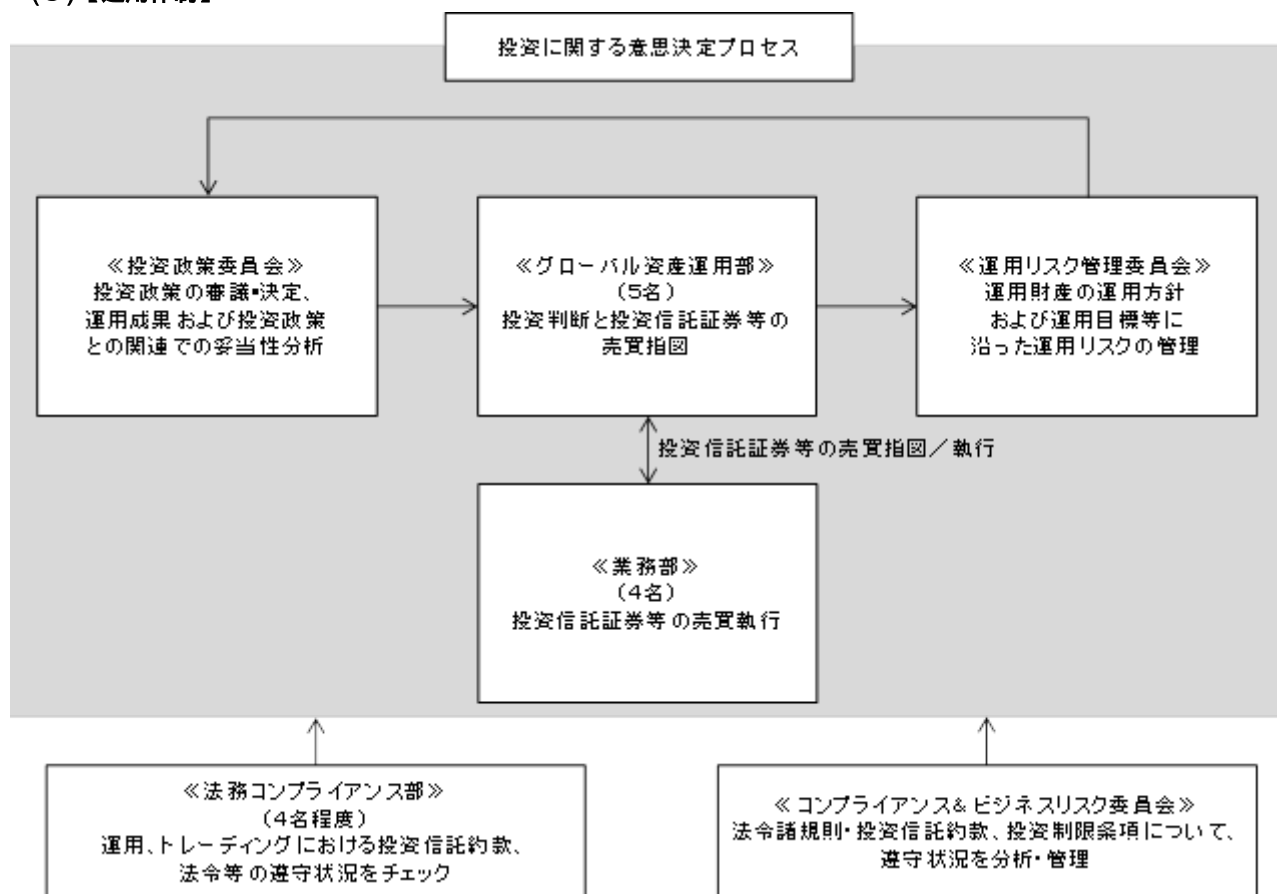 投資に関する意思決定プロセス
≪投資政策委員会≫
投資政策の審議・決定、
運用成果および投資政策
との関連での妥当性分析
≪グローバル資産運用部≫
(5名)
投資判断と投資信託証券等の
売買指図
≪運用リスク管理委員会≫
運用財産の運用方針
および運用目標等に
沿った運用リスクの管理
投資信託証券等の売買指図／執行
≪業務部≫
(4名)
投資信託証券等の売買執行
≪法務コンプライアンス部≫
(4名程度)
運用、トレーディングにおける投資信託約款、
法令等の遵守状況をチェック
≪コンプライアンス&ビジネスリスク委員会≫
法令諸規則・投資信託約款、投資制限条項について、
遵守状況を分析・管理